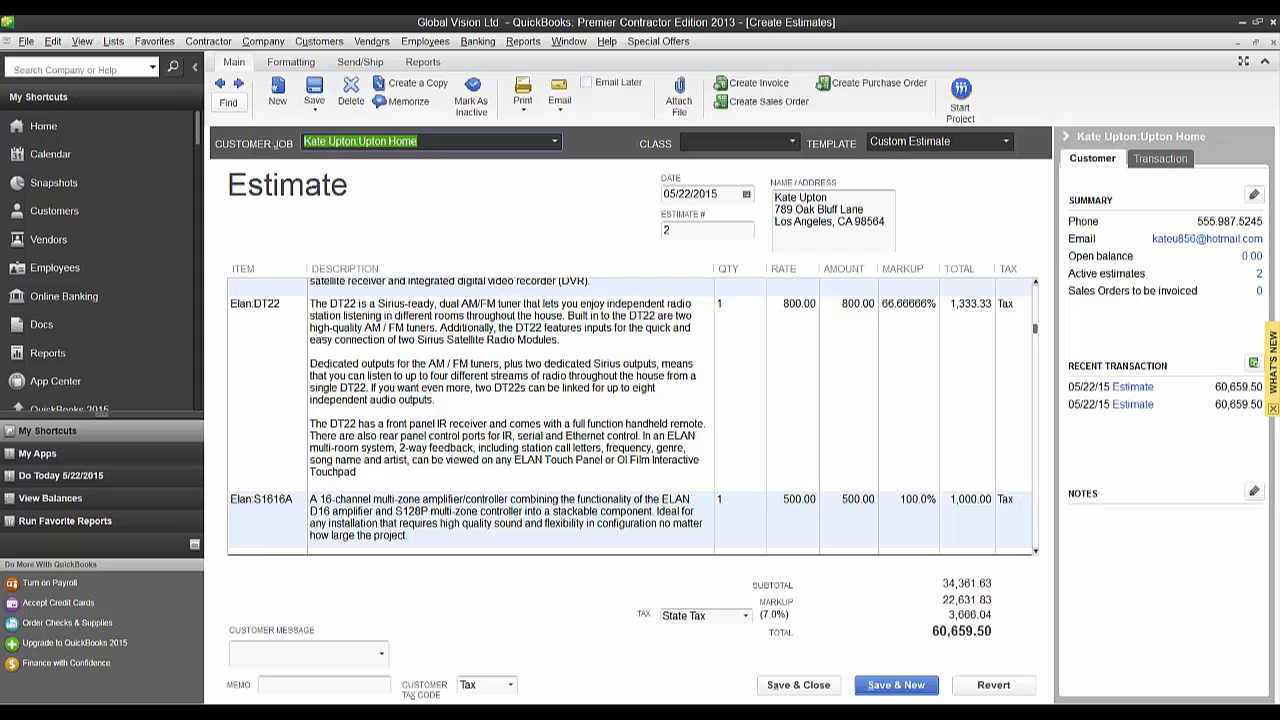 Global Vision Ltd - QuickBooks: Premier Contractor Edition 2013 - [Create Estimates]
File Edit View Lists Favorites Contractor Company Customers Vendors Employees Banking Reports Window Help Special Offers
Search Company or Help
My Shortcuts
Home
Calendar
Snapshots
Customers
Vendors
Employees
Online Banking
Docs
Reports
App Center
QuickBooks 2015
My Shortcuts
My Apps
Do Today 5/22/2015
View Balances
Run Favorite Reports
Do More With QuickBooks
Turn on Payroll
Accept Credit Cards
Order Checks & Supplies
Upgrade to QuickBooks 2015
Finance with Confidence
Main Formatting Send/Ship Reports
Find
New
Save
Delete
Create a Copy
Memorize
Mark As
Inactive
Print
Email
Email Later
Attach
File
Create Invoice
Create Sales Order
Create Purchase Order
Start
Project
CUSTOMER:JOB Kate Upton:Upton Home CLASS TEMPLATE Custom Estimate
Estimate
DATE
05/22/2015
ESTIMATE #
2
NAME / ADDRESS
Kate Upton
789 Oak Bluff Lane
Los Angeles, CA 98564
ITEM DESCRIPTION QTY RATE AMOUNT MARKUP TOTAL TAX
satellite receiver and integrated digital video recorder (DVR).
Elan:DT22 The DT22 is a Sirius-ready, dual AM/FM tuner that lets you enjoy independent radio 1 800.00 800.00 66.66666% 1,333.33 Tax
station listening in different rooms throughout the house. Built in to the DT22 are two
high-quality AM / FM tuners. Additionally, the DT22 features inputs for the quick and
easy connection of two Sirius Satellite Radio Modules.
Dedicated outputs for the AM / FM tuners, plus two dedicated Sirius outputs, means
that you can listen to up to four different streams of radio throughout the house from a
single DT22. If you want even more, two DT22s can be linked for up to eight
independent audio outputs.
The DT22 has a front panel IR receiver and comes with a full function handheld remote.
There are also rear panel control ports for IR, serial and Ethernet control. In an ELAN
multi-room system, 2-way feedback, including station call letters, frequency, genre,
song name and artist, can be viewed on any ELAN Touch Panel or Ol Film Interactive
Touchpad
Elan:S1616A A 16-channel multi-zone amplifier/controller combining the functionality of the ELAN 1 500.00 500.00 100.0% 1,000.00 Tax
D16 amplifier and S128P multi-zone controller into a stackable component. Ideal for
any installation that requires high quality sound and flexibility in configuration no matter
how large the project.
SUBTOTAL 34,361.63
MARKUP 22,631.83
TAX State Tax (7.0%) 3,666.04
TOTAL 60,659.50
CUSTOMER MESSAGE
MEMO
CUSTOMER
TAX CODE
Tax
Save & Close Save & New Revert
Kate Upton:Upton Home
Customer Transaction
SUMMARY
Phone 555.987.5245
Email kateu856@hotmail.com
Open balance 0.00
Active estimates 2
Sales Orders to be invoiced 0
RECENT TRANSACTION
05/22/15 Estimate 60,659.50
05/22/15 Estimate 60,659.50
NOTES
WHAT'S NEW